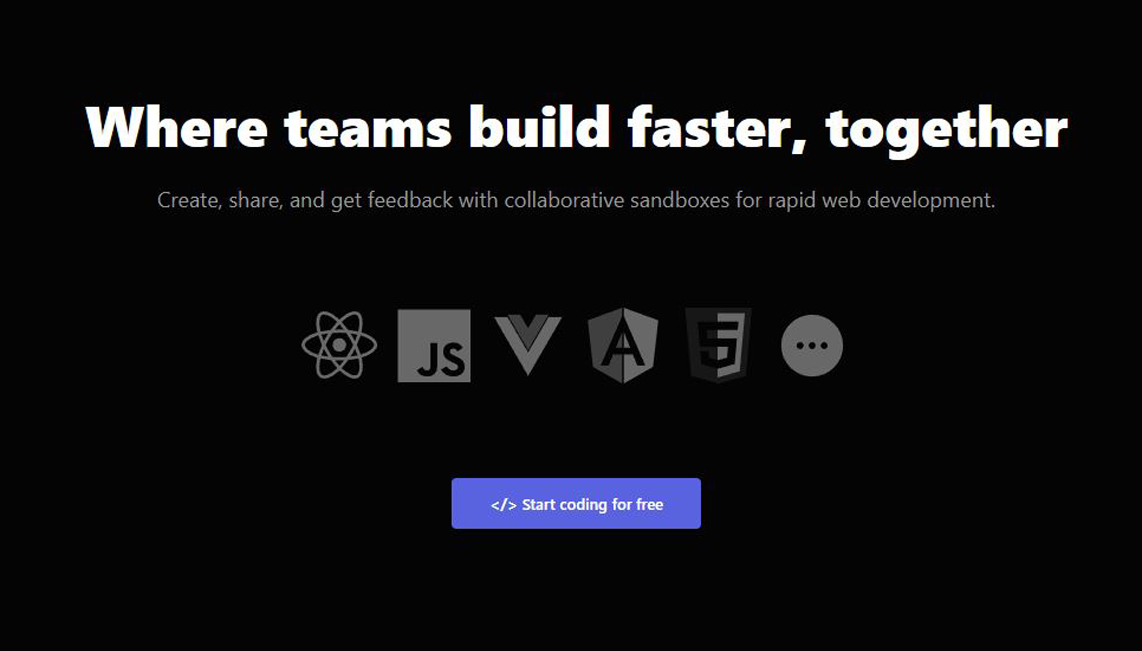 Where teams build faster, together
Create, share, and get feedback with collaborative sandboxes for rapid web development.
JS
A
5
</> Start coding for free